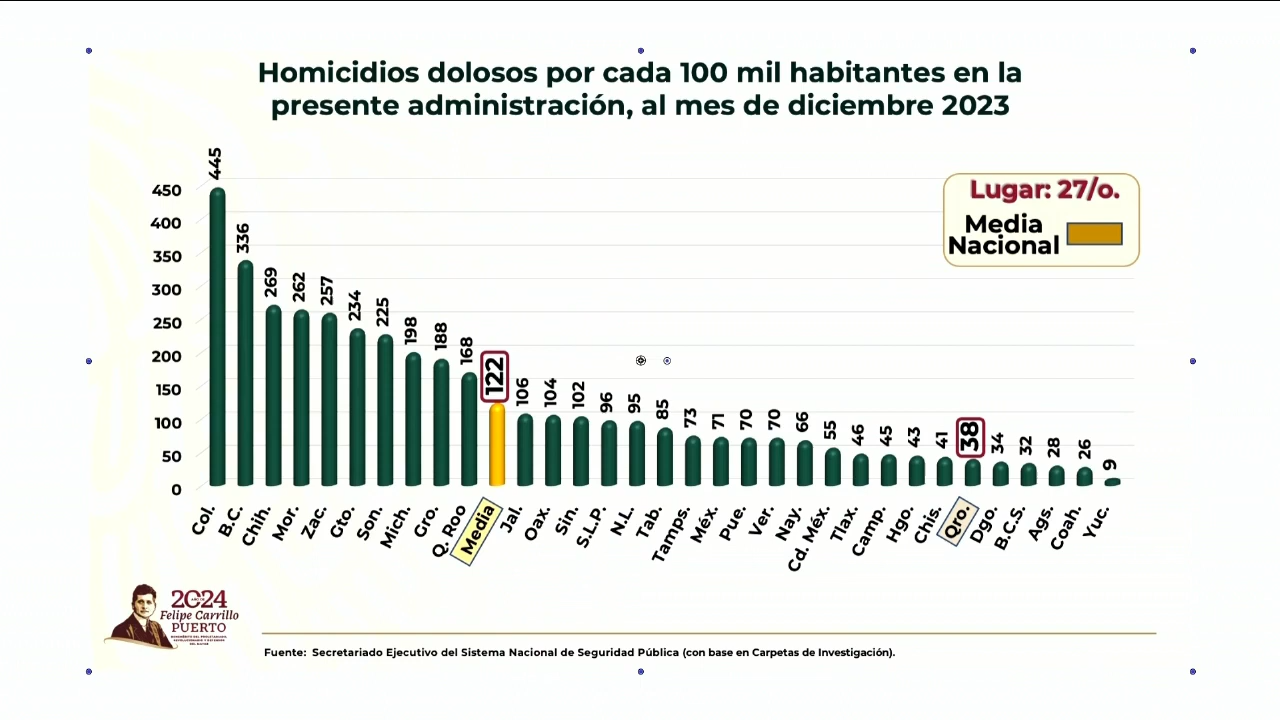 Homicidios dolosos por cada 100 mil habitantes en la
presente administración, al mes de diciembre 2023
Lugar: 27/o.
Media
Nacional
450
400
350
300
250
200
150
100
50
0
445
336
269
262
257
234
225
198
188
168
122
106
104
102
96
95
85
73
71
70
70
66
55
46
45
43
41
38
34
32
28
26
9
Col.
B.C.
Chih.
Mor.
Zac.
Gto.
Son.
Mich.
Gro.
Q. Roo
Media
Jal.
Oax.
Sin.
S.L.P.
N.L.
Tab.
Tamps.
Méx.
Pue.
Ver.
Nay.
Cd. Méx.
Tlax.
Camp.
Hgo.
Chis.
Qro.
Dgo.
B.C.S.
Ags.
Coah.
Yuc.
2024
Felipe Carrillo
PUERTO
Fuente: Secretariado Ejecutivo del Sistema Nacional de Seguridad Pública (con base en Carpetas de Investigación).